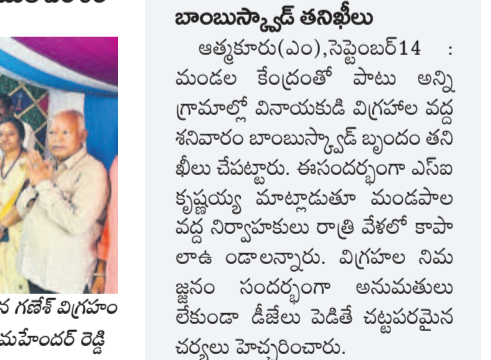 బాంబుస్క్వాడ్ తనిఖీలు
ఆత్మకూరు(ఎం),సెప్టెంబర్14 :
మండల కేంద్రంతో పాటు అన్ని
గ్రామాల్లో వినాయకుడి విగ్రహాల వద్ద
శనివారం బాంబుస్క్వాడ్ బృందం తని
ఖీలు చేపట్టారు. ఈసందర్భంగా ఎస్ఐ
కృష్ణయ్య మాట్లాడుతూ మండపాల
వద్ద నిర్వాహకులు రాత్రి వేళలో కాపా
లాఉ ండాలన్నారు. విగ్రహల నిమ
జ్జనం సందర్భంగా అనుమతులు
లేకుండా డీజేలు పెడితే చట్టపరమైన
చర్యలు హెచ్చరించారు.
న గణేశ్ విగ్రహం
మహేందర్ రెడ్డి